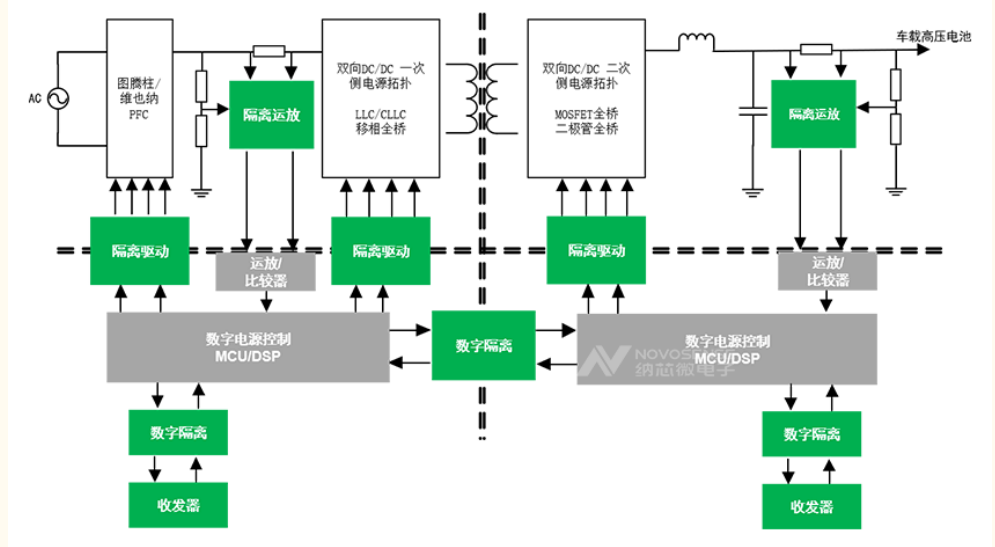 车载高压电池
AC
图腾柱/
维也纳
PFC
隔离运放
双向DC/DC 一次
侧电源拓扑
LLC/CLLC
移相全桥
双向DC/DC 二次
侧电源拓扑
MOSFET全桥
二极管全桥
隔离运放
隔离驱动
运放/
比较器
隔离驱动
隔离驱动
运放/
比较器
数字电源控制
MCU/DSP
数字隔离
数字电源控制
MCU/DSP
纳芯微电子
数字隔离
收发器
数字隔离
收发器